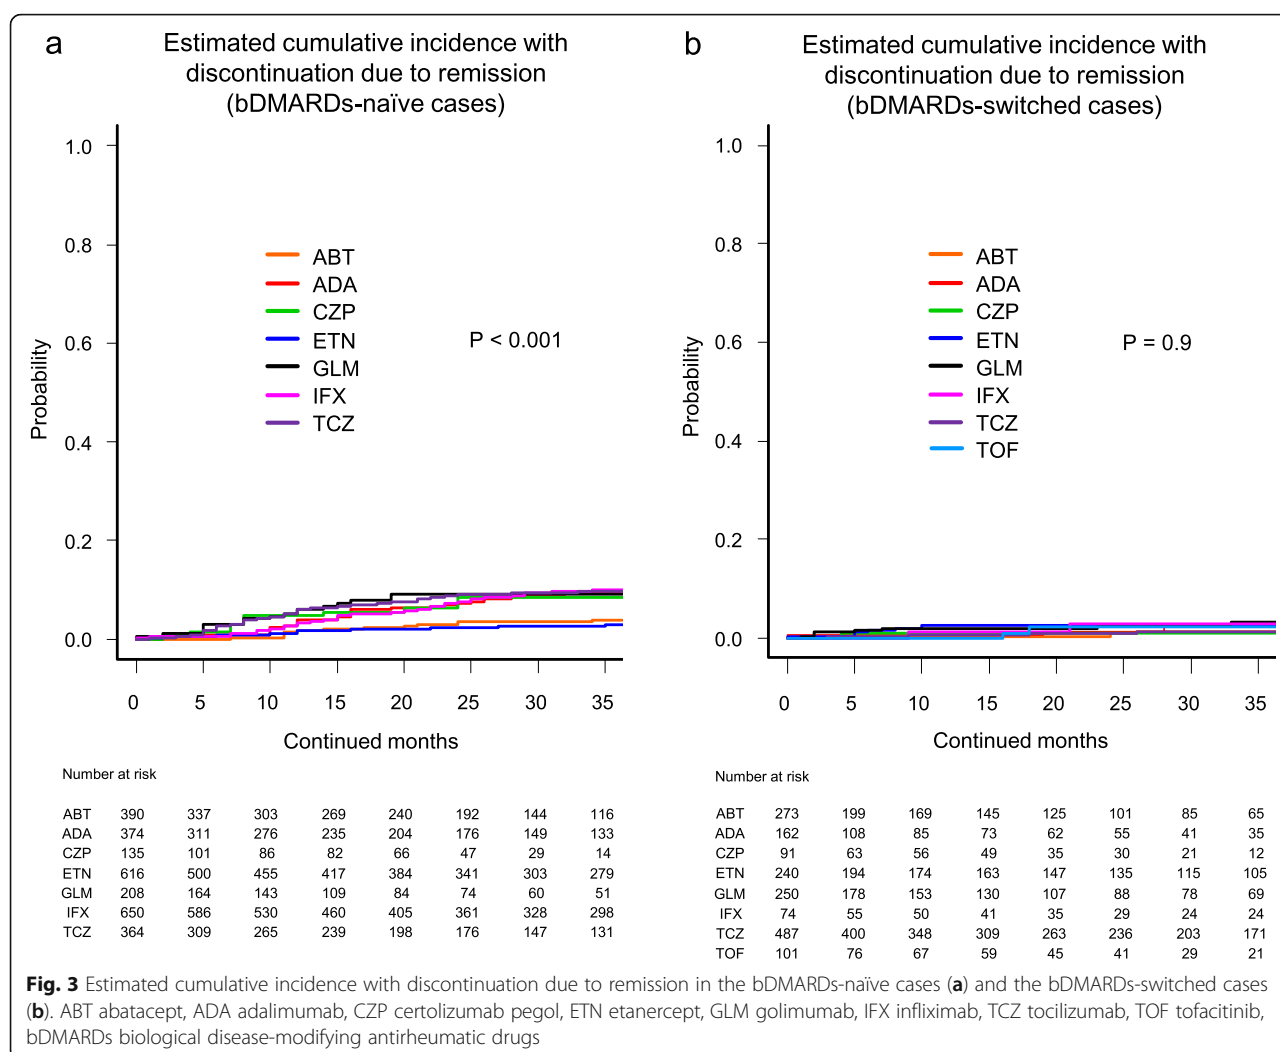 a
Estimated cumulative incidence with
discontinuation due to remission
(bDMARDs-naïve cases)
1.0
0.8
0.6
0.4
0.2
0.0
Probability
ABT
ADA
CZP
ETN
GLM
IFX
TCZ
P < 0.001
0 5 10 15 20 25 30 35
Continued months
Number at risk
ABT 390 337 303 269 240 192 144 116
ADA 374 311 276 235 204 176 149 133
CZP 135 101 86 82 66 47 29 14
ETN 616 500 455 417 384 341 303 279
GLM 208 164 143 109 84 74 60 51
IFX 650 586 530 460 405 361 328 298
TCZ 364 309 265 239 198 176 147 131
b
Estimated cumulative incidence with
discontinuation due to remission
(bDMARDs-switched cases)
1.0
0.8
0.6
0.4
0.2
0.0
Probability
ABT
ADA
CZP
ETN
GLM
IFX
TCZ
TOF
P = 0.9
0 5 10 15 20 25 30 35
Continued months
Number at risk
ABT 273 199 169 145 125 101 85 65
ADA 162 108 85 73 62 55 41 35
CZP 91 63 56 49 35 30 21 12
ETN 240 194 174 163 147 135 115 105
GLM 250 178 153 130 107 88 78 69
IFX 74 55 50 41 35 29 24 24
TCZ 487 400 348 309 263 236 203 171
TOF 101 76 67 59 45 41 29 21
Fig. 3 Estimated cumulative incidence with discontinuation due to remission in the bDMARDs-naïve cases (a) and the bDMARDs-switched cases
(b). ABT abatacept, ADA adalimumab, CZP certolizumab pegol, ETN etanercept, GLM golimumab, IFX infliximab, TCZ tocilizumab, TOF tofacitinib,
bDMARDs biological disease-modifying antirheumatic drugs